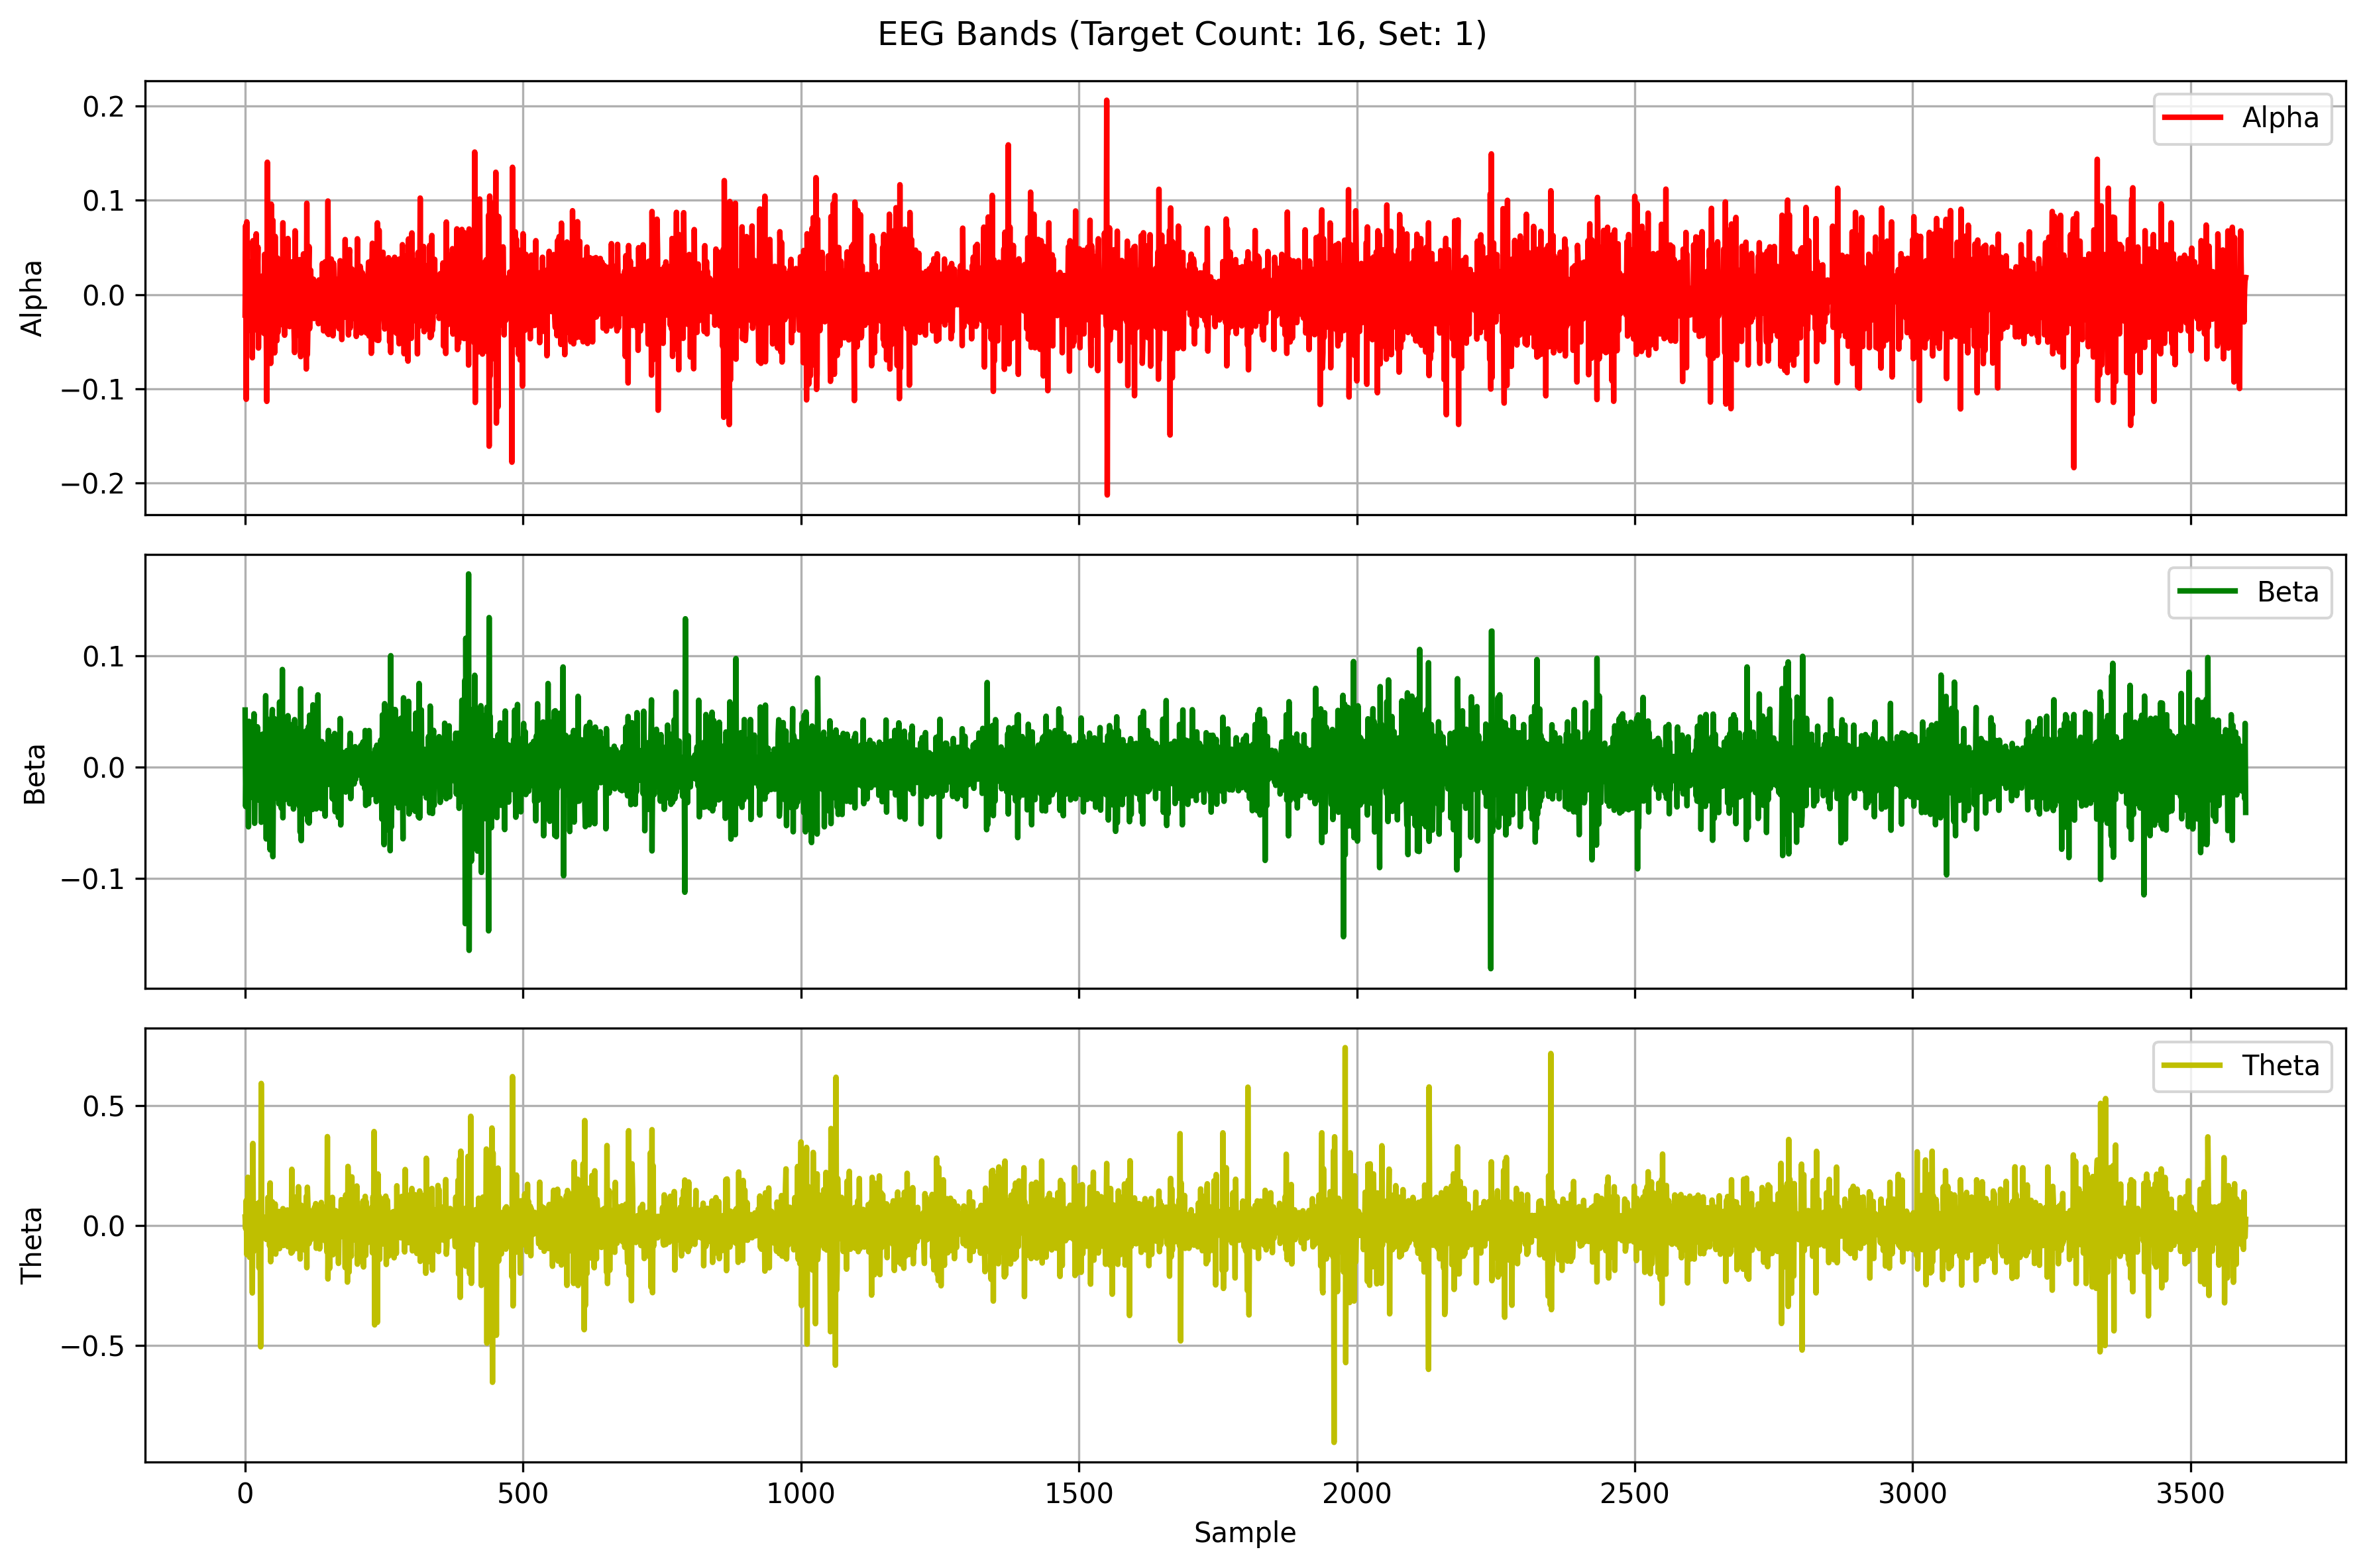 EEG Bands (Target Count: 16, Set: 1)
0.2
0.1
0.0
−0.1
−0.2
Alpha
Alpha
0.1
0.0
−0.1
Beta
Beta
0.5
0.0
−0.5
Theta
Theta
0 500 1000 1500 2000 2500 3000 3500
Sample